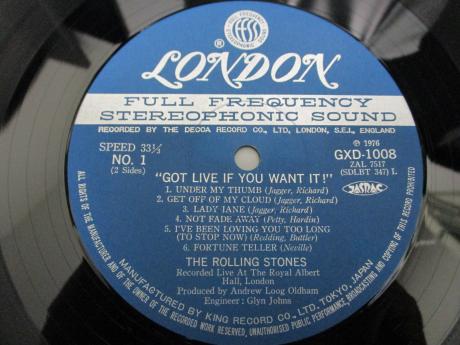 FULL FREQUENCY
ffss
STEREOPHONIC
® LONDON
FULL FREQUENCY
STEREOPHONIC SOUND
RECORDED BY THE DECCA RECORD CO., LTD, LONDON, S.E.I., ENGLAND
SPEED 33⅓
NO. 1
(2 Sides)
℗ 1976
GXD-1008
ZAL 7517
(SDLBT 347) L
JASRAC
"GOT LIVE IF YOU WANT IT!"
1. UNDER MY THUMB (Jagger, Richard)
2. GET OFF OF MY CLOUD (Jagger, Richard)
3. LADY JANE (Jagger, Richard)
4. NOT FADE AWAY (Petty, Hardin)
5. I'VE BEEN LOVING YOU TOO LONG
(TO STOP NOW) (Redding, Buttler)
6. FORTUNE TELLER (Neville)
THE ROLLING STONES
Recorded Live At The Royal Albert
Hall, London
Produced by Andrew Loog Oldham
Engineer : Glyn Johns
MANUFACTURED BY KING RECORD CO., LTD, TOKYO, JAPAN
ALL RIGHTS OF THE MANUFACTURER AND OF THE OWNER OF THE RECORDED WORK RESERVED, UNAUTHORISED PUBLIC PERFORMANCE, BROADCASTING AND COPYING OF THIS RECORD PROHIBITED